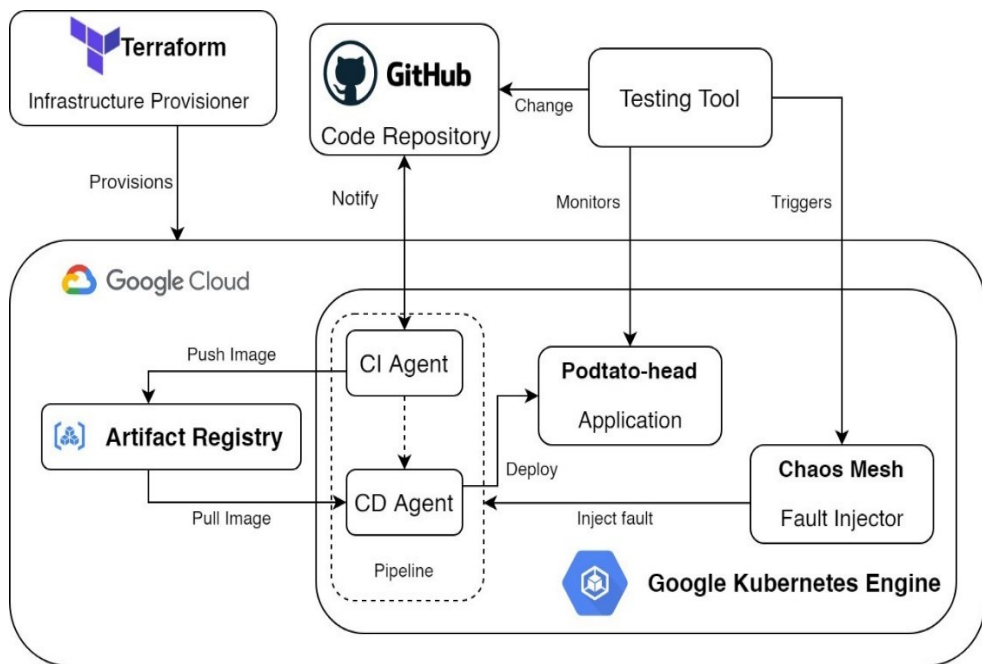 Terraform
Infrastructure Provisioner
GitHub
Code Repository
Testing Tool
Change
Provisions
Notify
Monitors
Triggers
Google Cloud
Push Image
CI Agent
Podtato-head
Application
Artifact Registry
CD Agent
Deploy
Chaos Mesh
Fault Injector
Pull Image
Inject fault
Pipeline
Google Kubernetes Engine